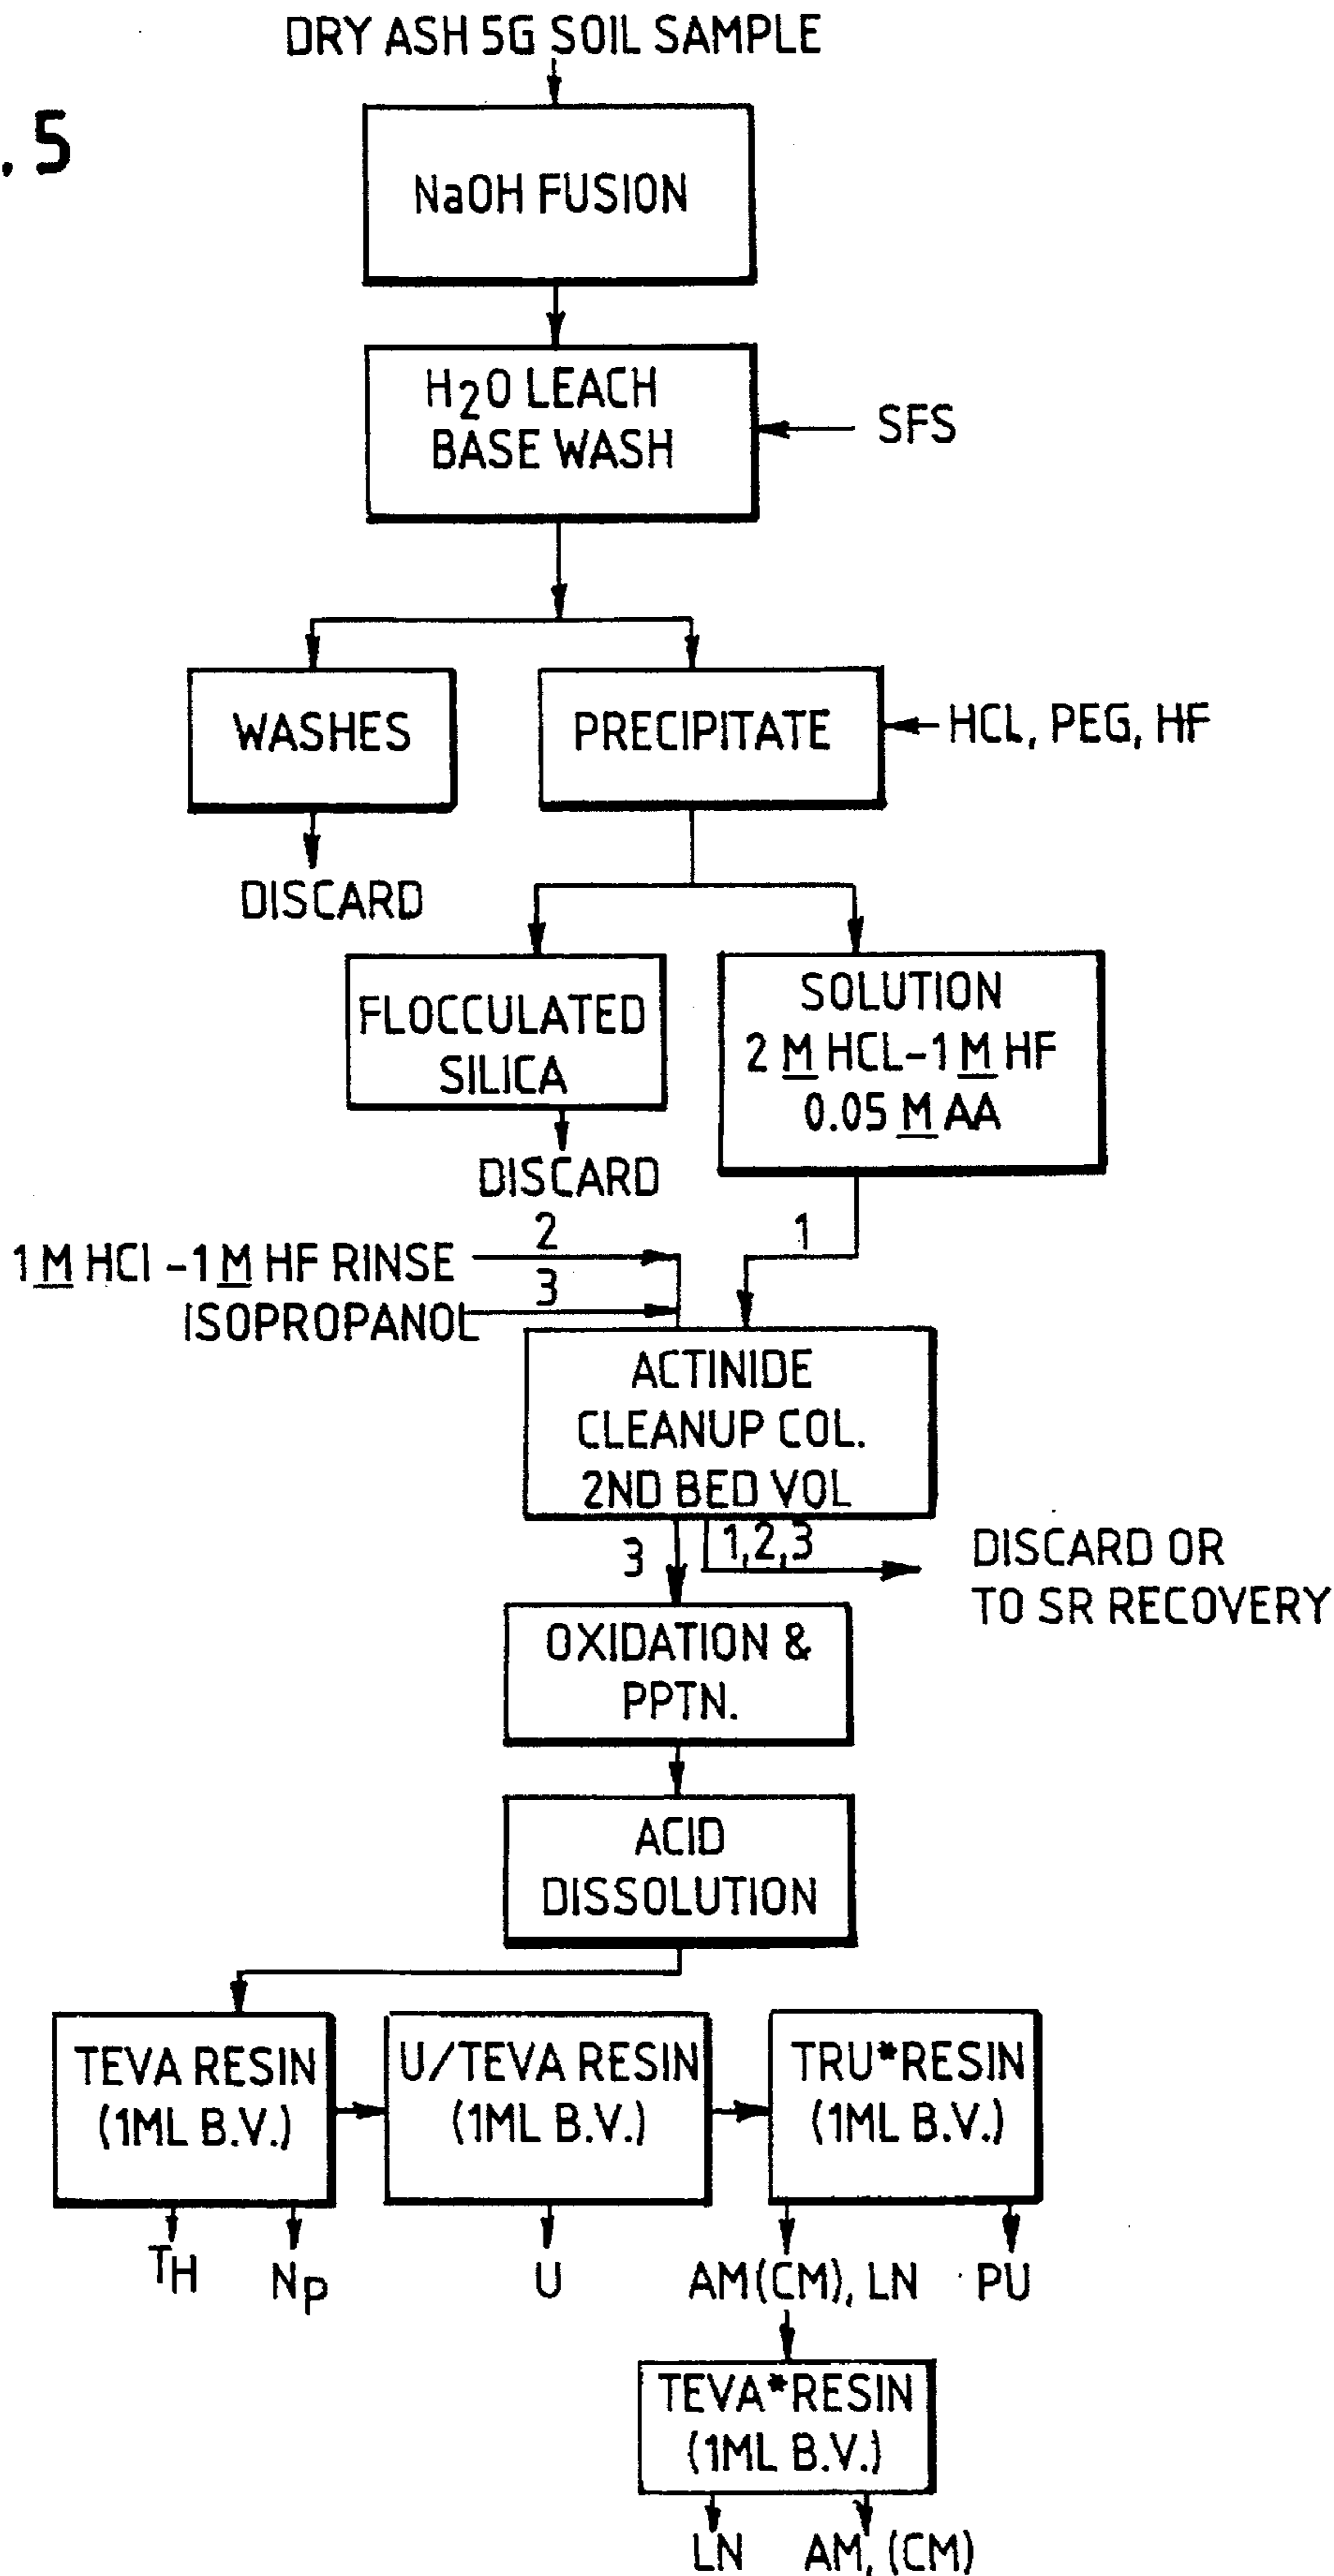 DRY ASH 5G SOIL SAMPLE
. 5
NaOH FUSION
H2O LEACH
BASE WASH
SFS
WASHES
PRECIPITATE
HCl, PEG, HF
DISCARD
FLOCCULATED
SILICA
SOLUTION
2 M HCL-1 M HF
0.05 M AA
DISCARD
1
2
1 M HCl -1 M HF RINSE
3
ISOPROPANOL
ACTINIDE
CLEANUP COL.
2ND BED VOL
3
1,2,3
DISCARD OR
TO SR RECOVERY
OXIDATION &
PPTN.
ACID
DISSOLUTION
TEVA RESIN
(1ML B.V.)
U/TEVA RESIN
(1ML B.V.)
TRU*RESIN
(1ML B.V.)
TH
Np
U
AM(CM), LN
PU
TEVA*RESIN
(1ML B.V.)
LN
AM, (CM)